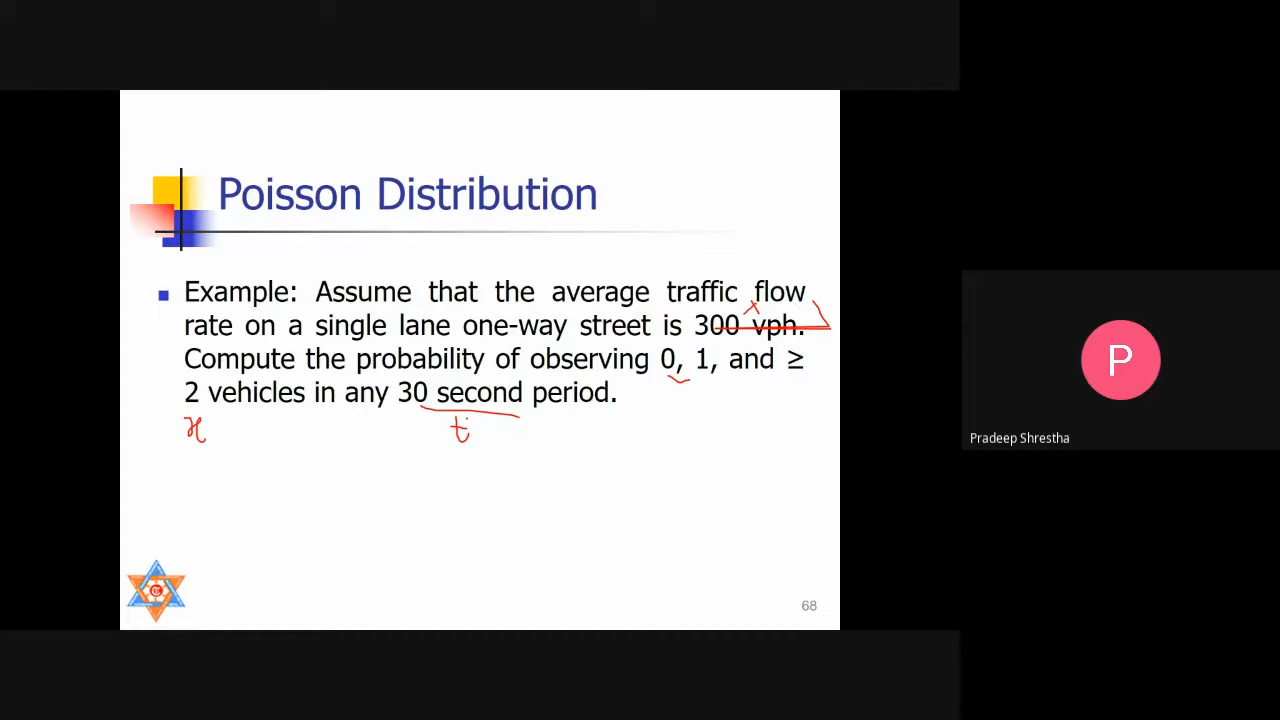 Poisson Distribution
Example: Assume that the average traffic flow
rate on a single lane one-way street is 300 vph.
Compute the probability of observing 0, 1, and ≥
2 vehicles in any 30 second period.
x
t
68
P
Pradeep Shrestha